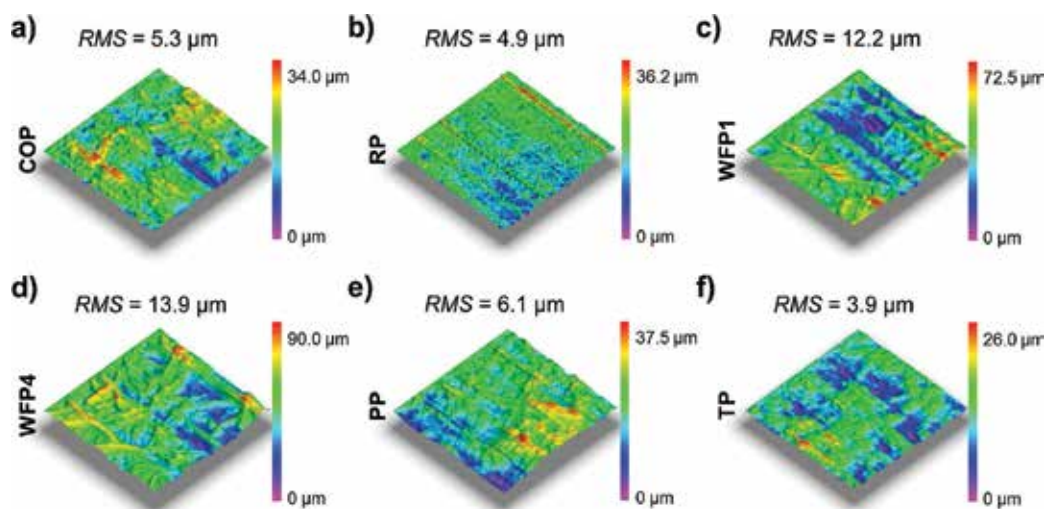 a)
RMS = 5.3 µm
34.0 µm
0 µm
COP
b)
RMS = 4.9 µm
36.2 µm
0 µm
RP
c)
RMS = 12.2 µm
72.5 µm
0 µm
WFP1
d)
RMS = 13.9 µm
90.0 µm
0 µm
WFP4
e)
RMS = 6.1 µm
37.5 µm
0 µm
PP
f)
RMS = 3.9 µm
26.0 µm
0 µm
TP